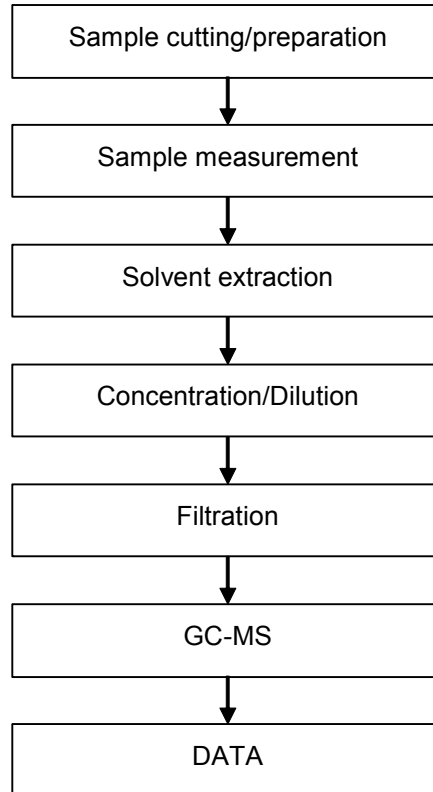 Sample cutting/preparation
Sample measurement
Solvent extraction
Concentration/Dilution
Filtration
GC-MS
DATA